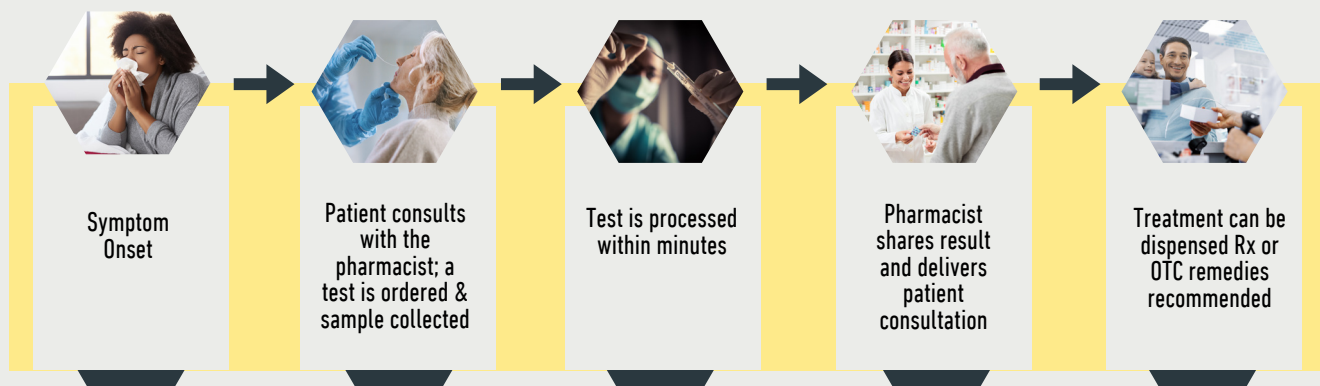 Symptom
Onset
Patient consults
with the
pharmacist; a
test is ordered &
sample collected
Test is processed
within minutes
Pharmacist
shares result
and delivers
patient
consultation
Treatment can be
dispensed Rx or
OTC remedies
recommended